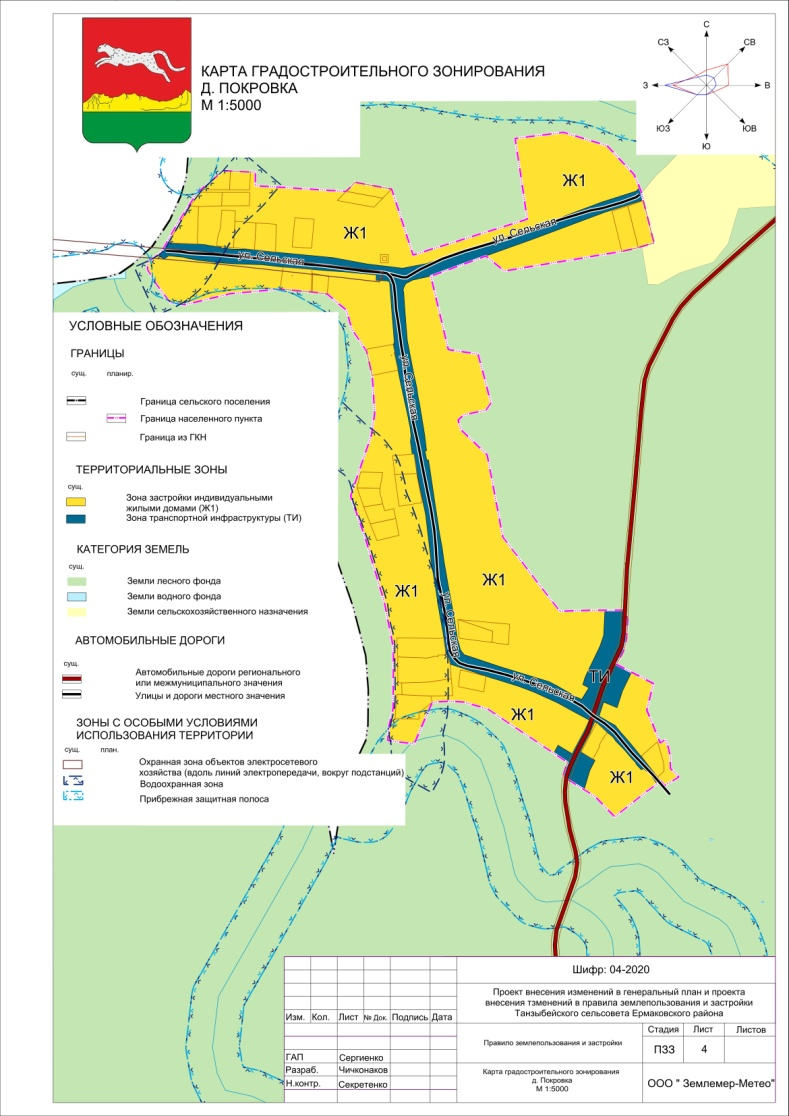 КАРТА ГРАДОСТРОИТЕЛЬНОГО ЗОНИРОВАНИЯ
Д. ПОКРОВКА
М 1:5000
С
СЗ
СВ
З
В
ЮЗ
ЮВ
Ю
Ж1
Ж1
ул. Сельская
ул. Сельская
ул. Сельская
Ж1
Ж1
ул. Сельская
ТИ
ул. Сельская
Ж1
Ж1
УСЛОВНЫЕ ОБОЗНАЧЕНИЯ
ГРАНИЦЫ
сущ. планир.
Граница сельского поселения
Граница населенного пункта
Граница из ГКН
ТЕРРИТОРИАЛЬНЫЕ ЗОНЫ
сущ.
Зона застройки индивидуальными
жилыми домами (Ж1)
Зона транспортной инфраструктуры (ТИ)
КАТЕГОРИЯ ЗЕМЕЛЬ
сущ.
Земли лесного фонда
Земли водного фонда
Земли сельскохозяйственного назначения
АВТОМОБИЛЬНЫЕ ДОРОГИ
сущ.
Автомобильные дороги регионального
или межмуниципального значения
Улицы и дороги местного значения
ЗОНЫ С ОСОБЫМИ УСЛОВИЯМИ
ИСПОЛЬЗОВАНИЯ ТЕРРИТОРИИ
сущ. план.
Охранная зона объектов электросетевого
хозяйства (вдоль линий электропередачи, вокруг подстанций)
Водоохранная зона
Прибрежная защитная полоса
Шифр: 04-2020
Проект внесения изменений в генеральный план и проекта
внесения тзменений в правила землепользования и застройки
Танзыбейского сельсовета Ермаковского района
Изм. Кол. Лист № Док. Подпись Дата
Правило землепользования и застройки
Стадия Лист Листов
ПЗЗ 4
ГАП Сергиенко
Разраб. Чичконаков
Н.контр. Секретенко
Карта градостроительного зонирования
д. Покровка
М 1:5000
ООО " Землемер-Метео"